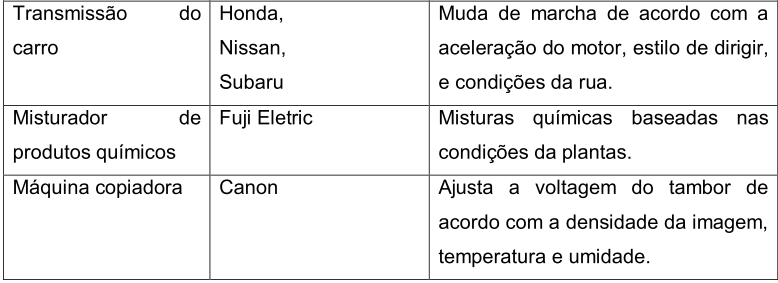 Transmissão do
carro
Honda,
Nissan,
Subaru
Muda de marcha de acordo com a
aceleração do motor, estilo de dirigir,
e condições da rua.
Misturador de
produtos químicos
Fuji Eletric
Misturas químicas baseadas nas
condições da plantas.
Máquina copiadora
Canon
Ajusta a voltagem do tambor de
acordo com a densidade da imagem,
temperatura e umidade.